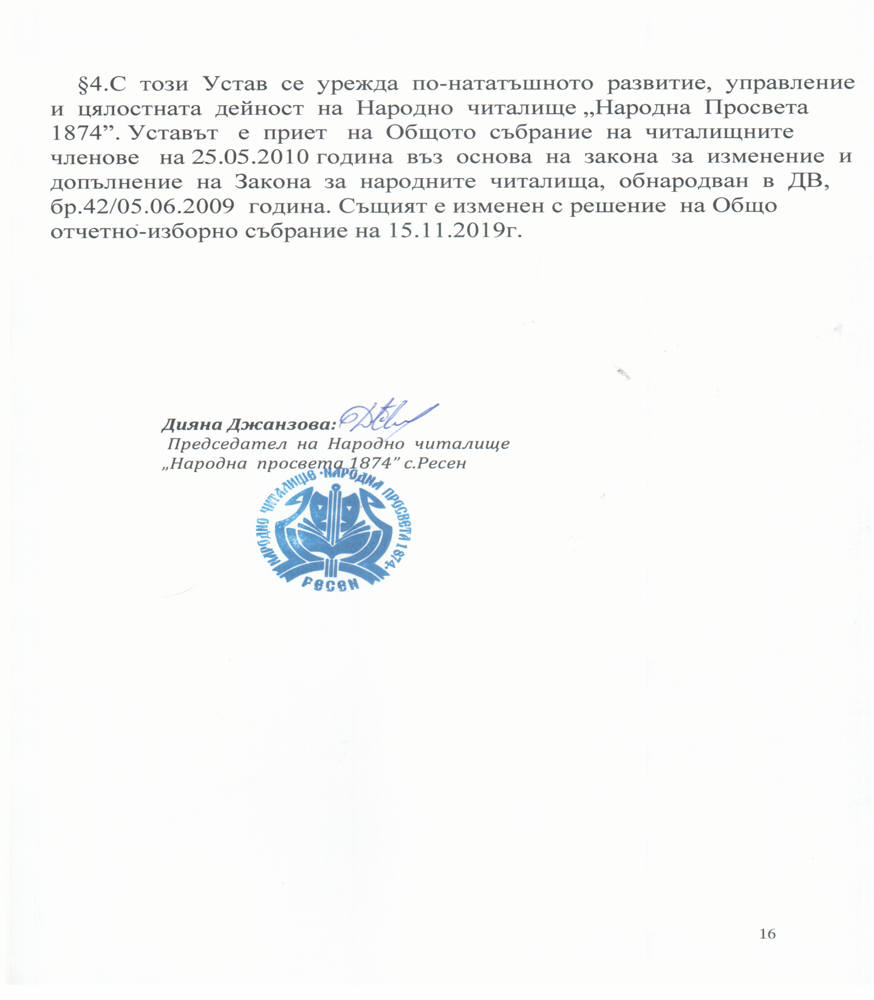 §4.С този Устав се урежда по-нататъшното развитие, управление
и цялостната дейност на Народно читалище „Народна Просвета
1874”. Уставът е приет на Общото събрание на читалищните
членове на 25.05.2010 година въз основа на закона за изменение и
допълнение на Закона за народните читалища, обнародван в ДВ,
бр.42/05.06.2009 година. Същият е изменен с решение на Общо
отчетно-изборно събрание на 15.11.2019г.
Дияна Джанзова:
Председател на Народно читалище
„Народна просвета 1874” с.Ресен
НАРОДНО ЧИТАЛИЩЕ · НАРОДНА ПРОСВЕТА 1874.
РЕСЕН
16